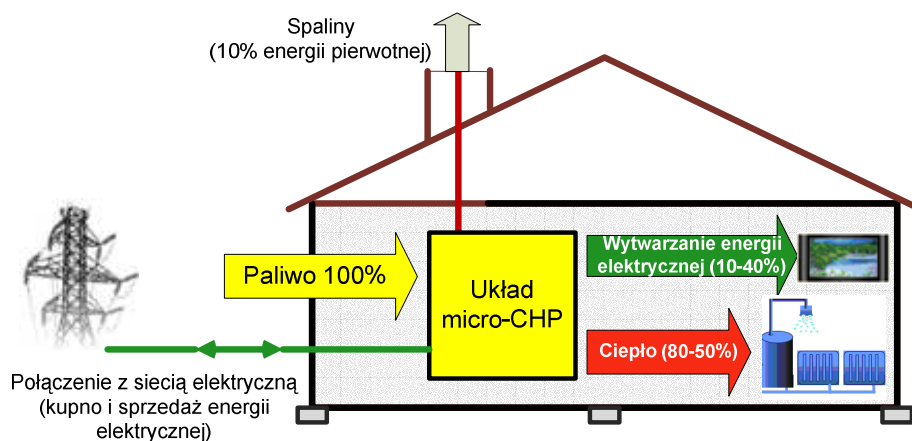 Spaliny
(10% energii pierwotnej)
Paliwo 100%
Układ
micro-CHP
Wytwarzanie energii
elektrycznej (10-40%)
Ciepło (80-50%)
Połączenie z siecią elektryczną
(kupno i sprzedaż energii
elektrycznej)